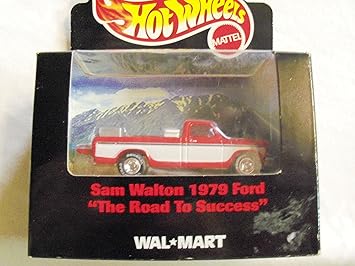 Hot Wheels
MATTEL
Sam Walton 1979 Ford
"The Road To Success"
WAL★MART